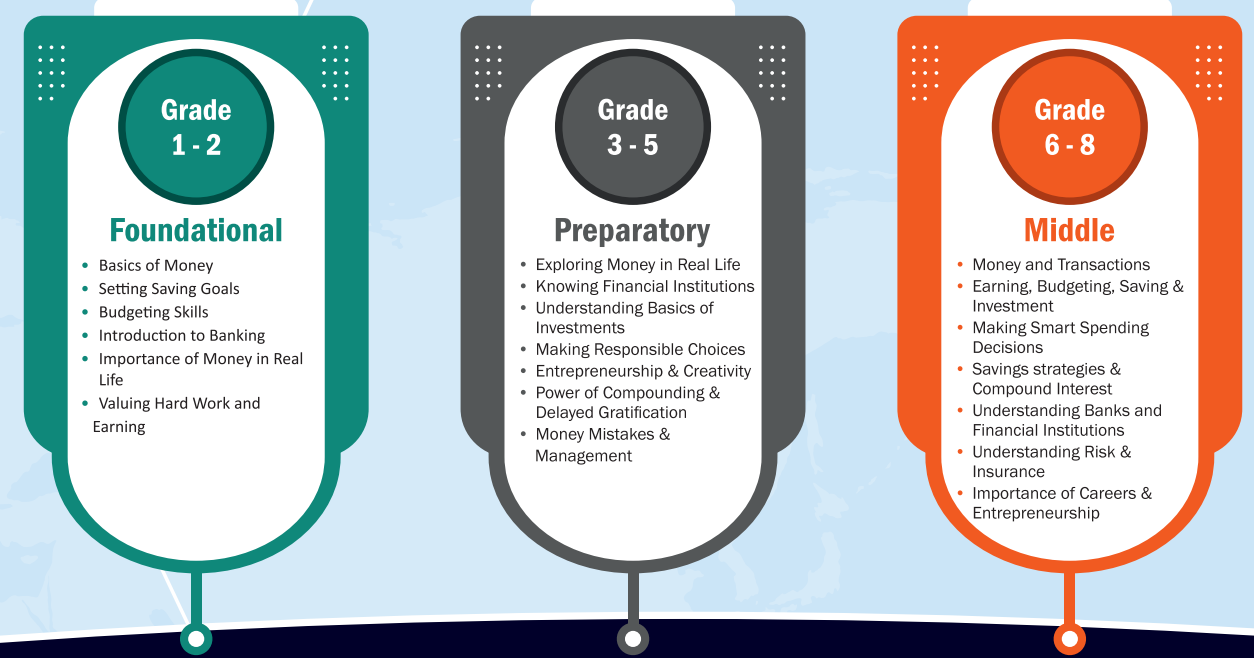 Grade
1 - 2
Foundational
• Basics of Money
• Setting Saving Goals
• Budgeting Skills
• Introduction to Banking
• Importance of Money in Real
Life
• Valuing Hard Work and
Earning
Grade
3 - 5
Preparatory
• Exploring Money in Real Life
• Knowing Financial Institutions
• Understanding Basics of
Investments
• Making Responsible Choices
• Entrepreneurship & Creativity
• Power of Compounding &
Delayed Gratification
• Money Mistakes &
Management
Grade
6 - 8
Middle
• Money and Transactions
• Earning, Budgeting, Saving &
Investment
• Making Smart Spending
Decisions
• Savings strategies &
Compound Interest
• Understanding Banks and
Financial Institutions
• Understanding Risk &
Insurance
• Importance of Careers &
Entrepreneurship